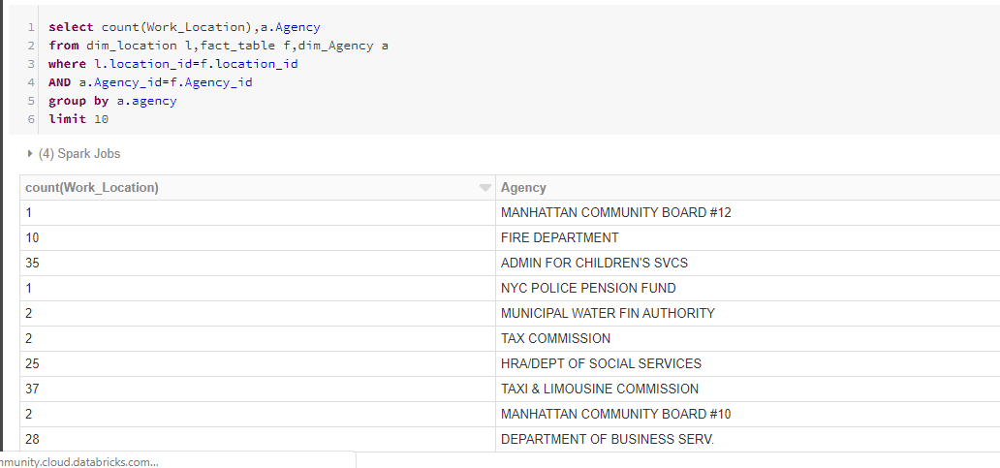 1 select count(Work_Location),a.Agency
2 from dim_location l,fact_table f,dim_Agency a
3 where l.location_id=f.location_id
4 AND a.Agency_id=f.Agency_id
5 group by a.agency
6 limit 10
(4) Spark Jobs
count(Work_Location) Agency
1 MANHATTAN COMMUNITY BOARD #12
10 FIRE DEPARTMENT
35 ADMIN FOR CHILDREN'S SVCS
1 NYC POLICE PENSION FUND
2 MUNICIPAL WATER FIN AUTHORITY
2 TAX COMMISSION
25 HRA/DEPT OF SOCIAL SERVICES
37 TAXI & LIMOUSINE COMMISSION
2 MANHATTAN COMMUNITY BOARD #10
28 DEPARTMENT OF BUSINESS SERV.
munity.cloud.databricks.com...